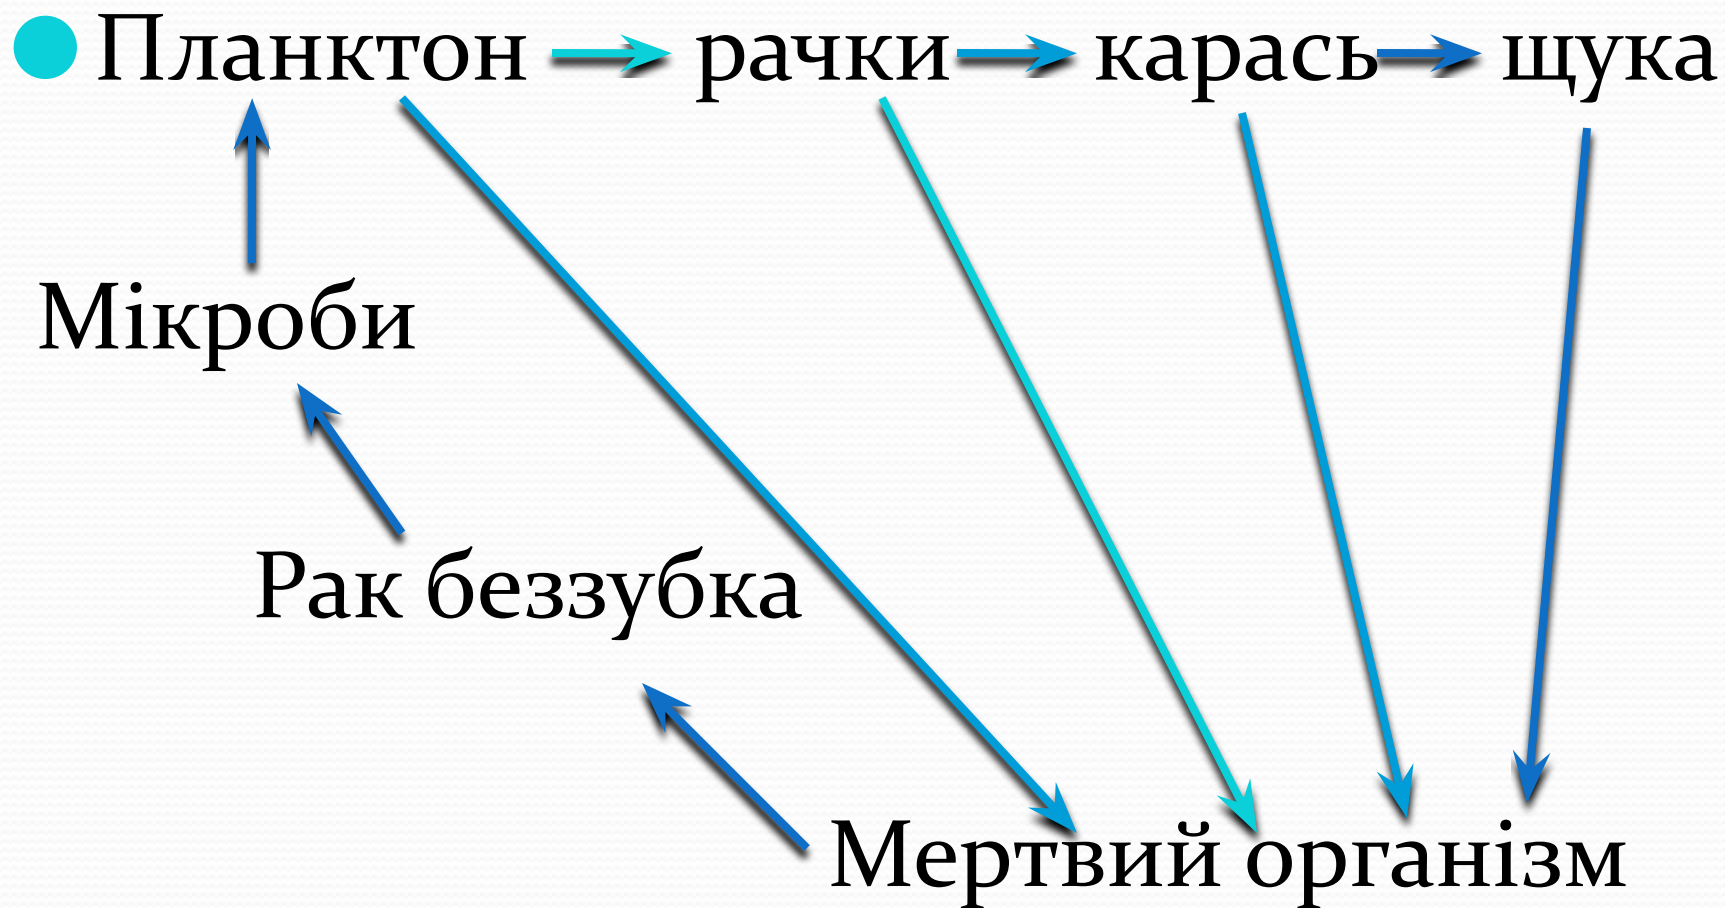 Планктон рачки карась щука
Мікроби
Рак беззубка
Мертвий організм